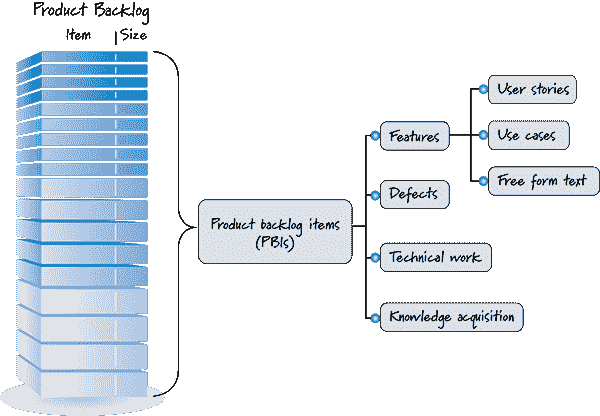 Product Backlog
Item | Size
User stories
Features
Use cases
Free form text
Defects
Product backlog items
(PBIs)
Technical work
Knowledge acquisition